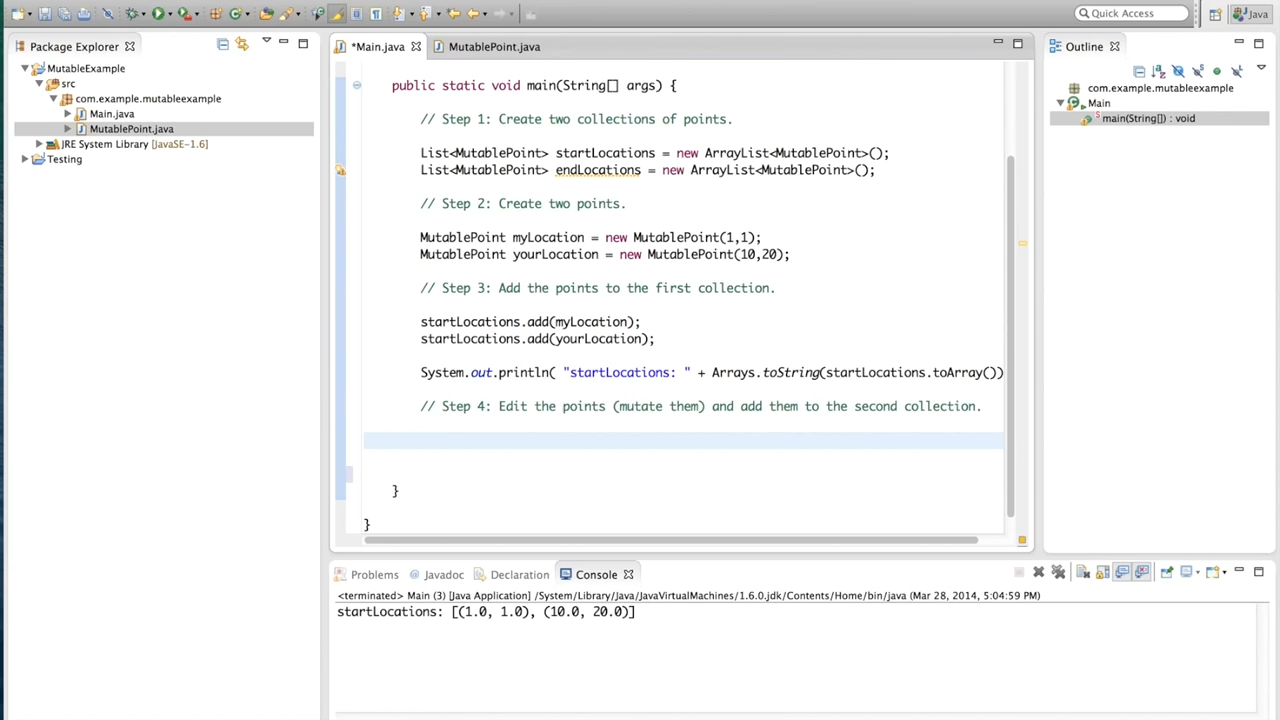 Quick Access
Java
Package Explorer
MutableExample
src
com.example.mutableexample
Main.java
MutablePoint.java
JRE System Library [JavaSE-1.6]
Testing
*Main.java
MutablePoint.java
public static void main(String[] args) {
// Step 1: Create two collections of points.
List<MutablePoint> startLocations = new ArrayList<MutablePoint>();
List<MutablePoint> endLocations = new ArrayList<MutablePoint>();
// Step 2: Create two points.
MutablePoint myLocation = new MutablePoint(1,1);
MutablePoint yourLocation = new MutablePoint(10,20);
// Step 3: Add the points to the first collection.
startLocations.add(myLocation);
startLocations.add(yourLocation);
System.out.println( "startLocations: " + Arrays.toString(startLocations.toArray())
// Step 4: Edit the points (mutate them) and add them to the second collection.
}
}
Outline
com.example.mutableexample
Main
main(String[]) : void
Problems
Javadoc
Declaration
Console
<terminated> Main (3) [Java Application] /System/Library/Java/JavaVirtualMachines/1.6.0.jdk/Contents/Home/bin/java (Mar 28, 2014, 5:04:59 PM)
startLocations: [(1.0, 1.0), (10.0, 20.0)]